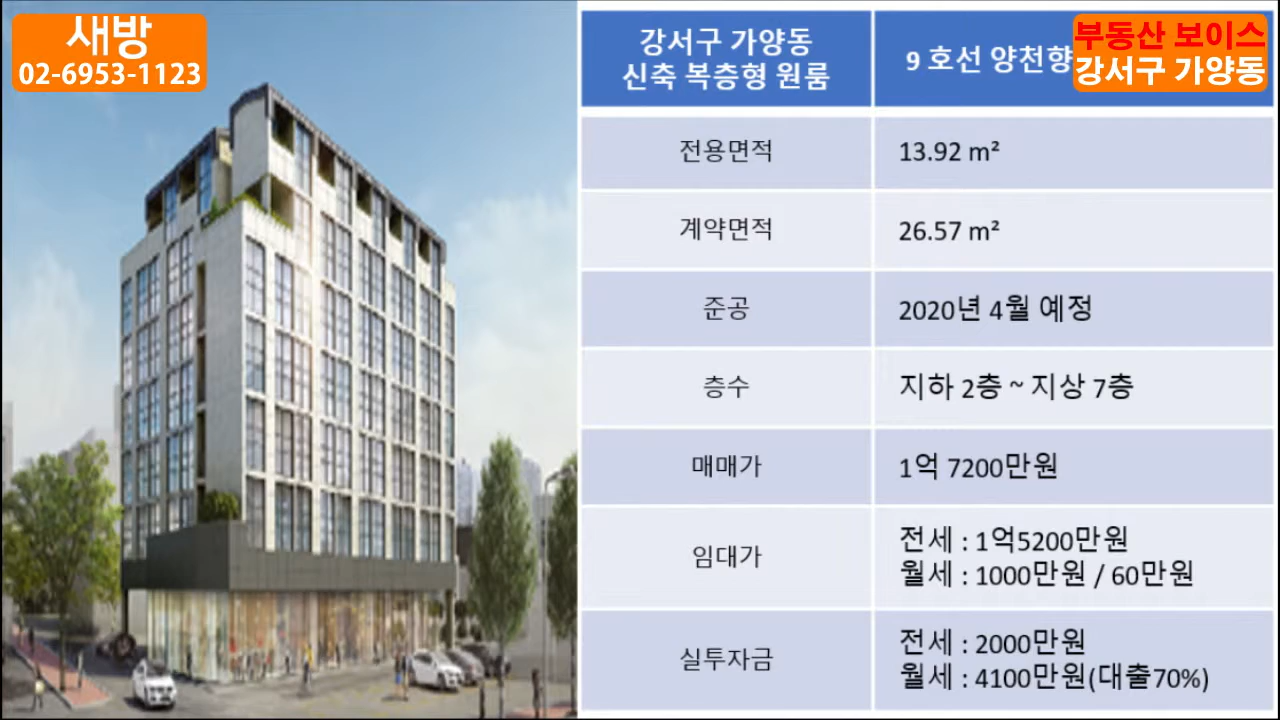 새방
02-6953-1123
부동산 보이스
강서구 가양동
강서구 가양동
신축 복층형 원룸
9 호선 양천향
전용면적
13.92 m²
계약면적
26.57 m²
준공
2020년 4월 예정
층수
지하 2층 ~ 지상 7층
매매가
1억 7200만원
임대가
전세 : 1억5200만원
월세 : 1000만원 / 60만원
실투자금
전세 : 2000만원
월세 : 4100만원(대출70%)